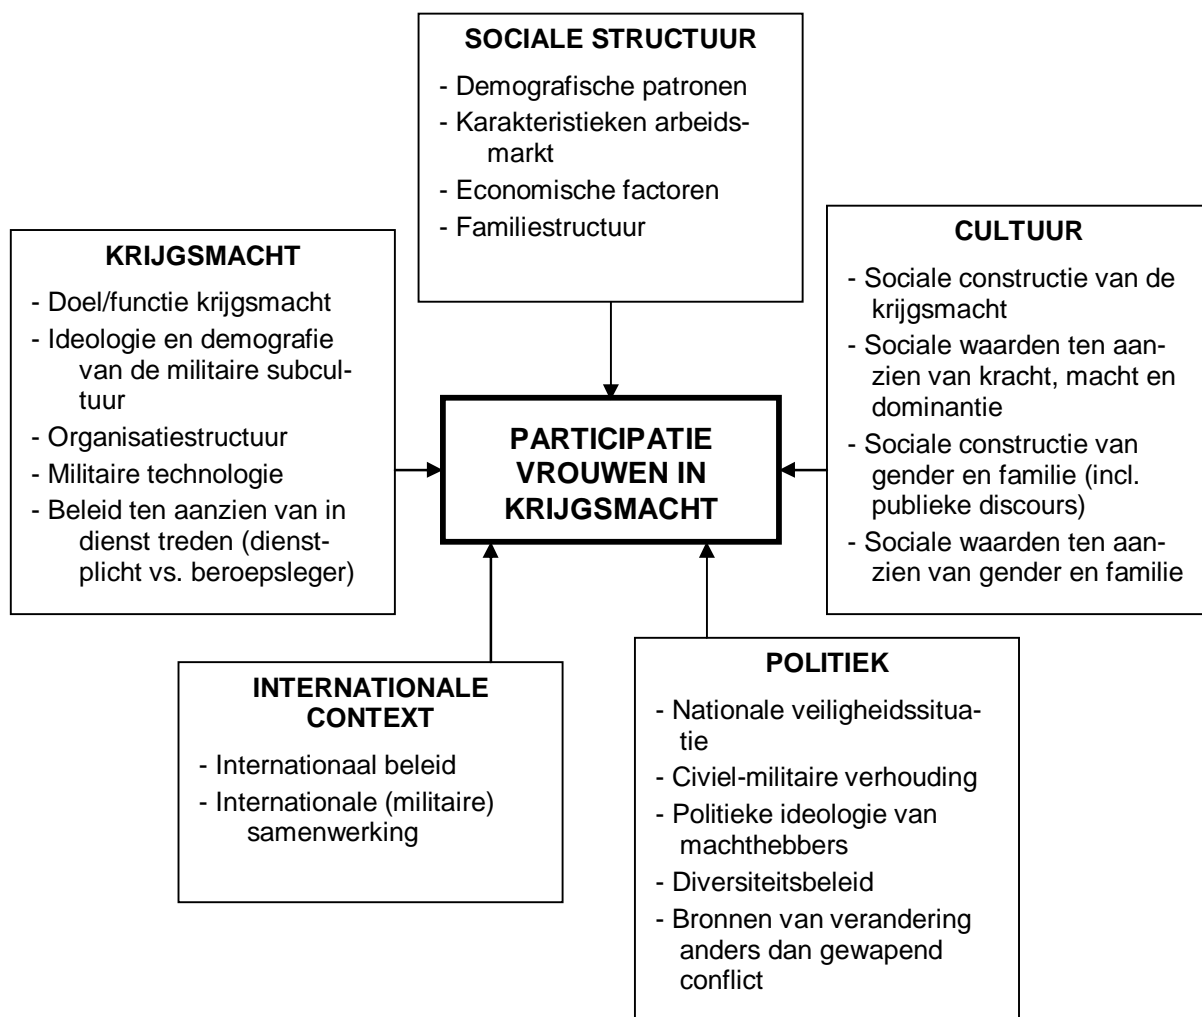 SOCIALE STRUCTUUR
- Demografische patronen
- Karakteristieken arbeids-
markt
- Economische factoren
- Familiestructuur
KRIJGSMACHT
- Doel/functie krijgsmacht
- Ideologie en demografie
van de militaire subcul-
tuur
- Organisatiestructuur
- Militaire technologie
- Beleid ten aanzien van in
dienst treden (dienst-
plicht vs. beroepsleger)
PARTICIPATIE
VROUWEN IN
KRIJGSMACHT
CULTUUR
- Sociale constructie van de
krijgsmacht
- Sociale waarden ten aan-
zien van kracht, macht en
dominantie
- Sociale constructie van
gender en familie (incl.
publieke discours)
- Sociale waarden ten aan-
zien van gender en familie
INTERNATIONALE
CONTEXT
- Internationaal beleid
- Internationale (militaire)
samenwerking
POLITIEK
- Nationale veiligheidssitua-
tie
- Civiel-militaire verhouding
- Politieke ideologie van
machthebbers
- Diversiteitsbeleid
- Bronnen van verandering
anders dan gewapend
conflict